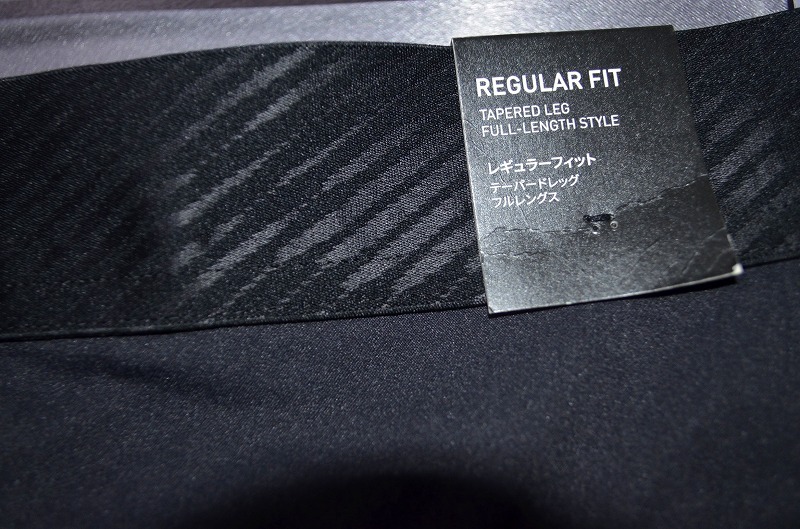 REGULAR FIT
TAPERED LEG
FULL-LENGTH STYLE
レギュラーフィット
テーパードレッグ
フルレングス